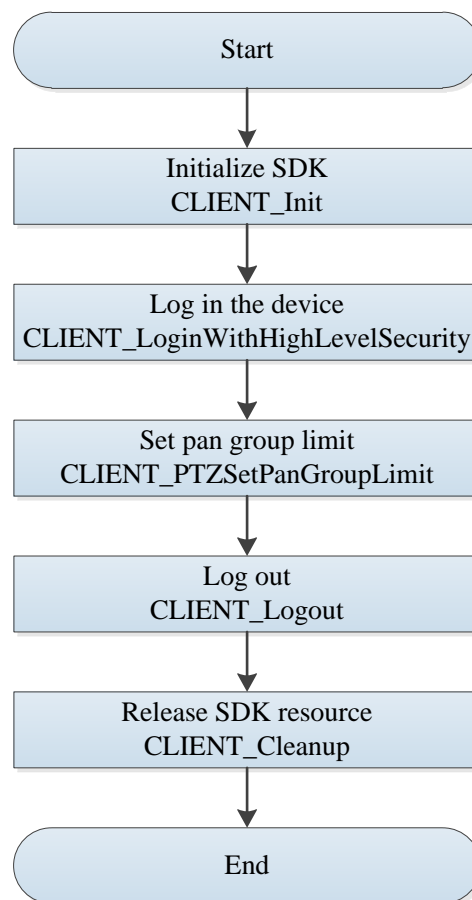 Start
Initialize SDK
CLIENT_Init
Log in the device
CLIENT_LoginWithHighLevelSecurity
Set pan group limit
CLIENT_PTZSetPanGroupLimit
Log out
CLIENT_Logout
Release SDK resource
CLIENT_Cleanup
End